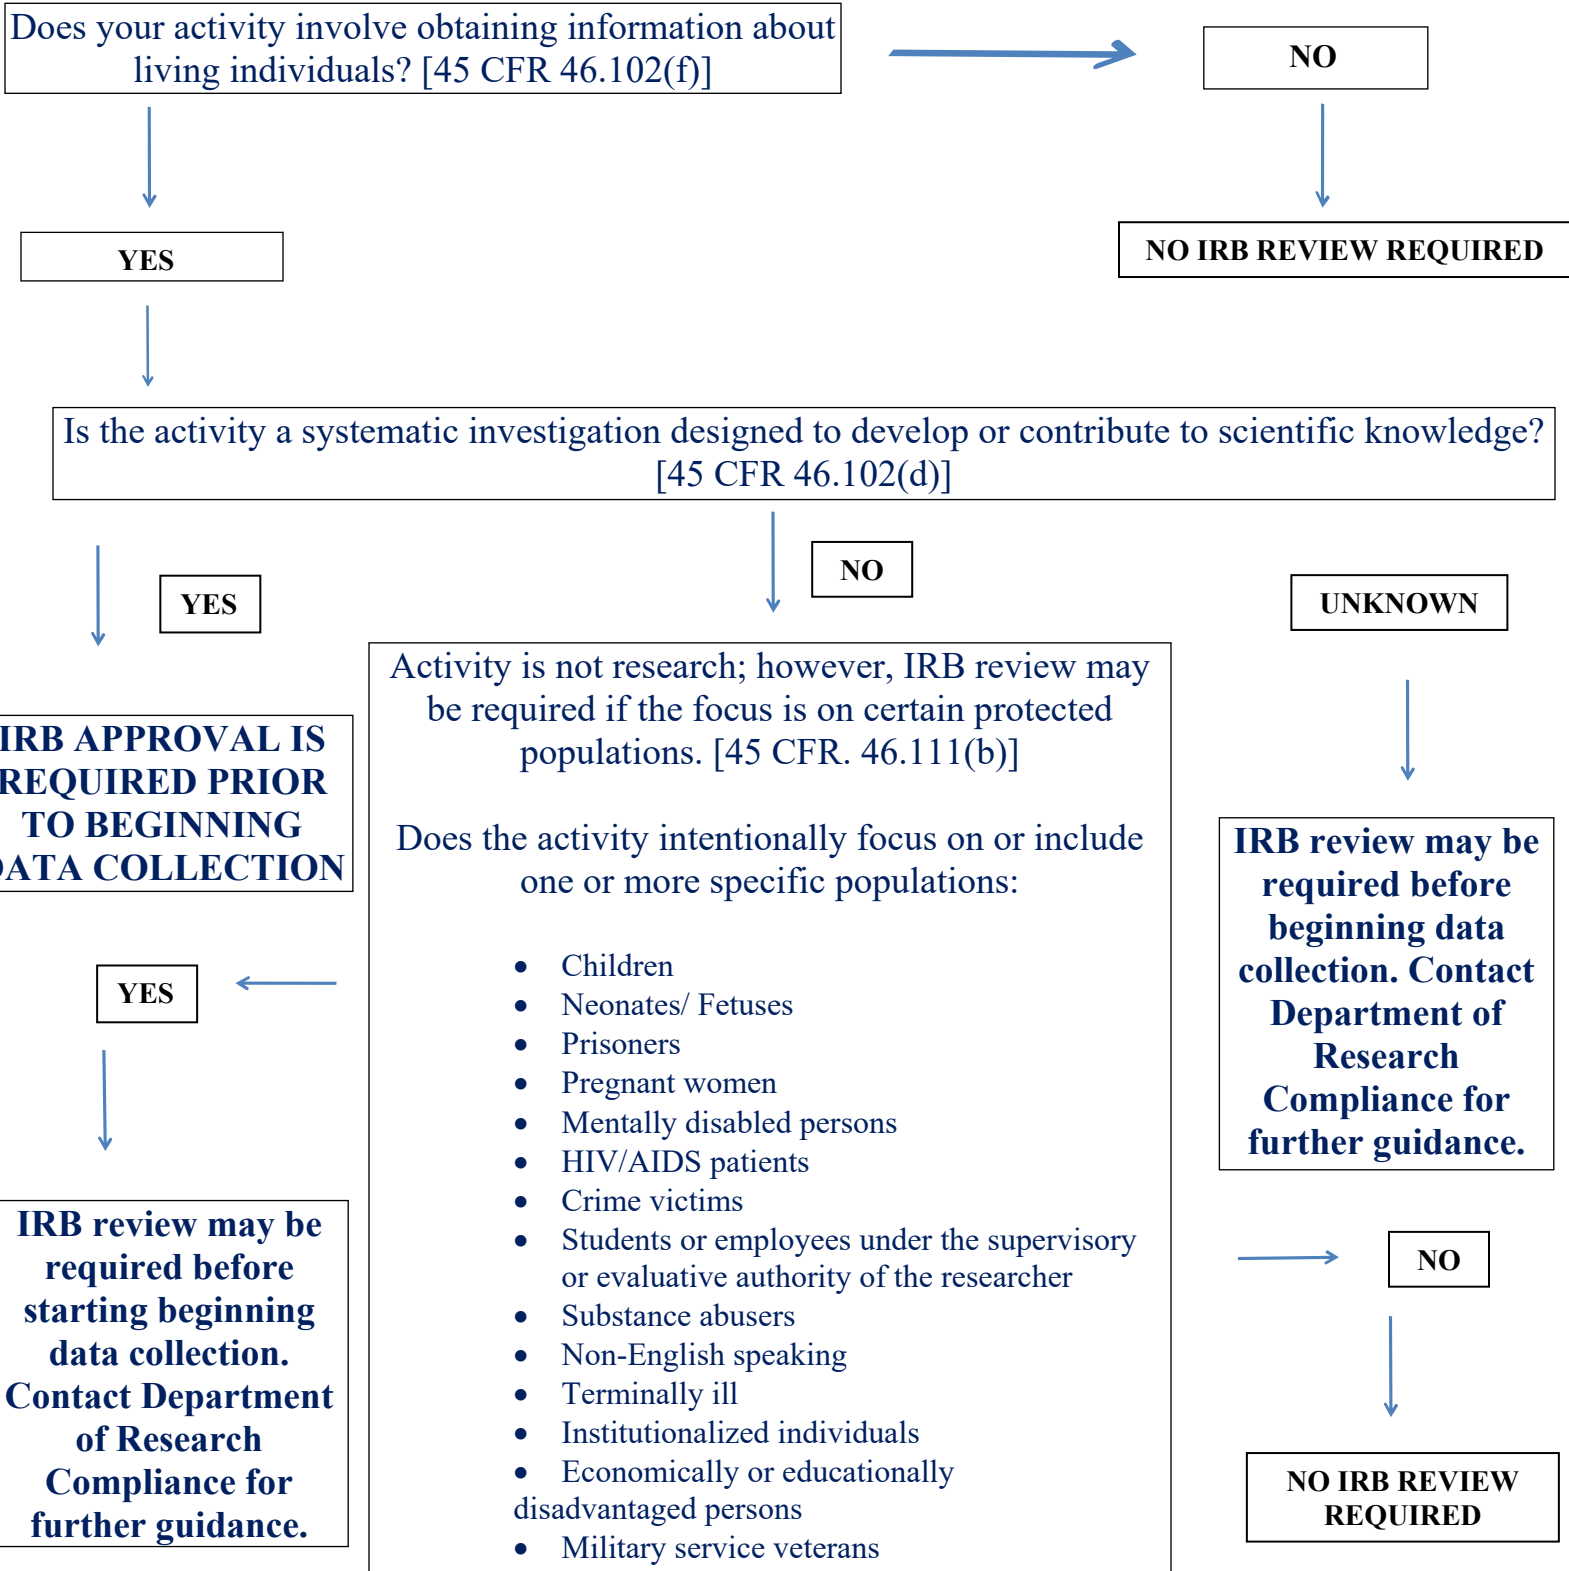 Does your activity involve obtaining information about
living individuals? [45 CFR 46.102(f)]
NO
YES
NO IRB REVIEW REQUIRED
Is the activity a systematic investigation designed to develop or contribute to scientific knowledge?
[45 CFR 46.102(d)]
YES
NO
UNKNOWN
IRB APPROVAL IS
REQUIRED PRIOR
TO BEGINNING
DATA COLLECTION
Activity is not research; however, IRB review may
be required if the focus is on certain protected
populations. [45 CFR. 46.111(b)]
Does the activity intentionally focus on or include
one or more specific populations:
• Children
• Neonates/ Fetuses
• Prisoners
• Pregnant women
• Mentally disabled persons
• HIV/AIDS patients
• Crime victims
• Students or employees under the supervisory
or evaluative authority of the researcher
• Substance abusers
• Non-English speaking
• Terminally ill
• Institutionalized individuals
• Economically or educationally
disadvantaged persons
• Military service veterans
IRB review may be
required before
beginning data
collection. Contact
Department of
Research
Compliance for
further guidance.
YES
IRB review may be
required before
starting beginning
data collection.
Contact Department
of Research
Compliance for
further guidance.
NO
NO IRB REVIEW
REQUIRED